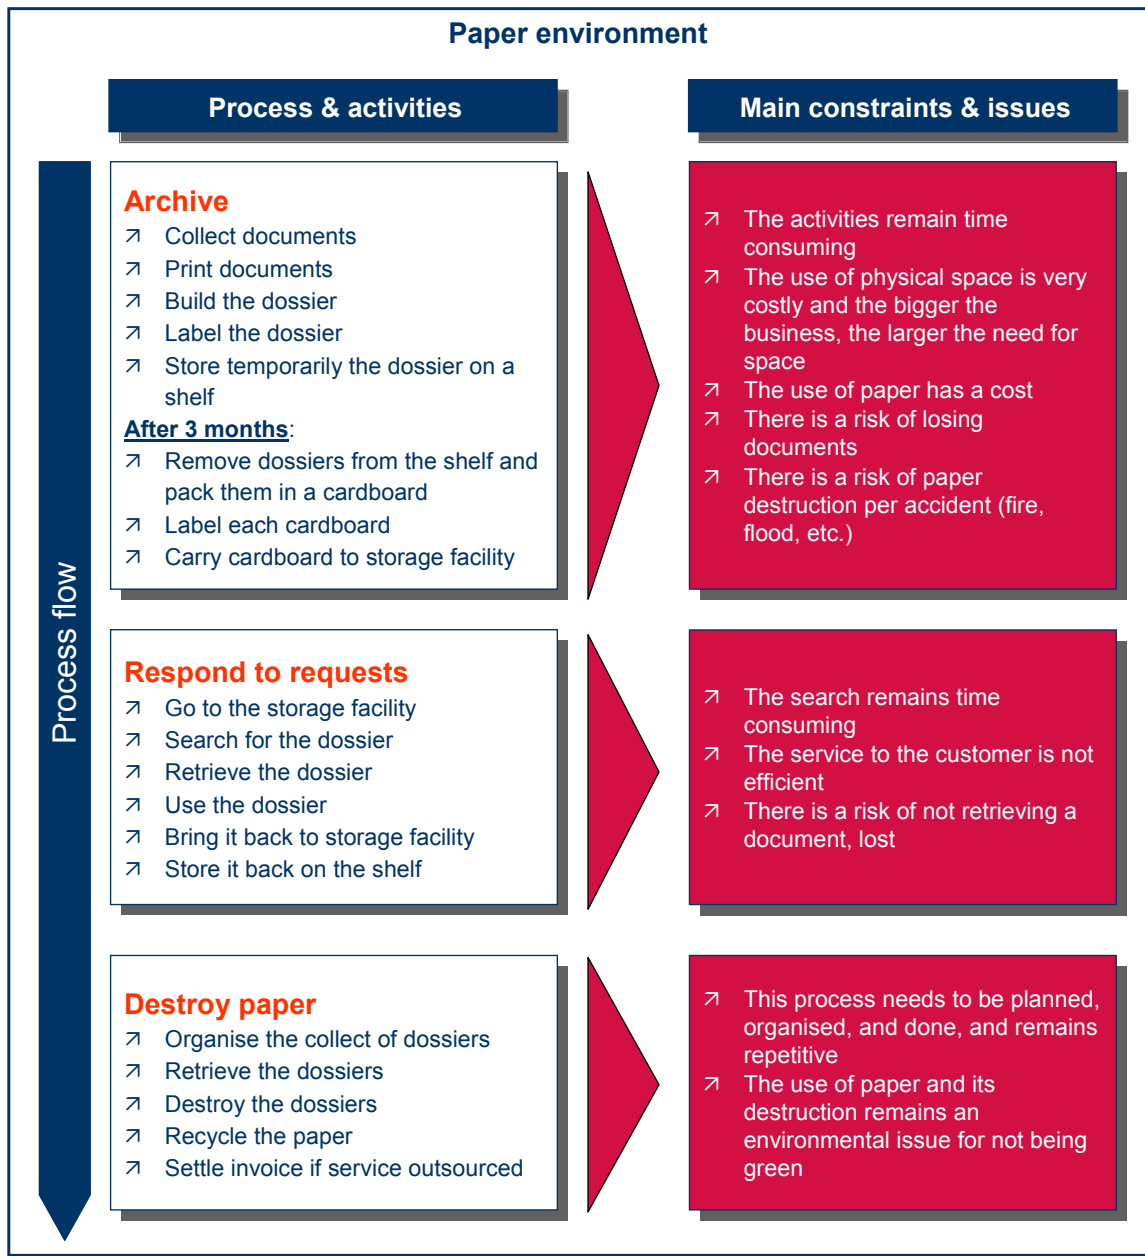 Paper environment
Process & activities
Main constraints & issues
Process flow
Archive
↗ Collect documents
↗ Print documents
↗ Build the dossier
↗ Label the dossier
↗ Store temporarily the dossier on a
shelf
After 3 months:
↗ Remove dossiers from the shelf and
pack them in a cardboard
↗ Label each cardboard
↗ Carry cardboard to storage facility
↗ The activities remain time
consuming
↗ The use of physical space is very
costly and the bigger the
business, the larger the need for
space
↗ The use of paper has a cost
↗ There is a risk of losing
documents
↗ There is a risk of paper
destruction per accident (fire,
flood, etc.)
Respond to requests
↗ Go to the storage facility
↗ Search for the dossier
↗ Retrieve the dossier
↗ Use the dossier
↗ Bring it back to storage facility
↗ Store it back on the shelf
↗ The search remains time
consuming
↗ The service to the customer is not
efficient
↗ There is a risk of not retrieving a
document, lost
Destroy paper
↗ Organise the collect of dossiers
↗ Retrieve the dossiers
↗ Destroy the dossiers
↗ Recycle the paper
↗ Settle invoice if service outsourced
↗ This process needs to be planned,
organised, and done, and remains
repetitive
↗ The use of paper and its
destruction remains an
environmental issue for not being
green